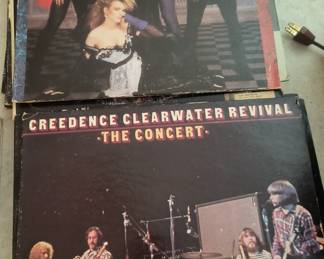 CREEDENCE CLEARWATER REVIVAL
·THE CONCERT·